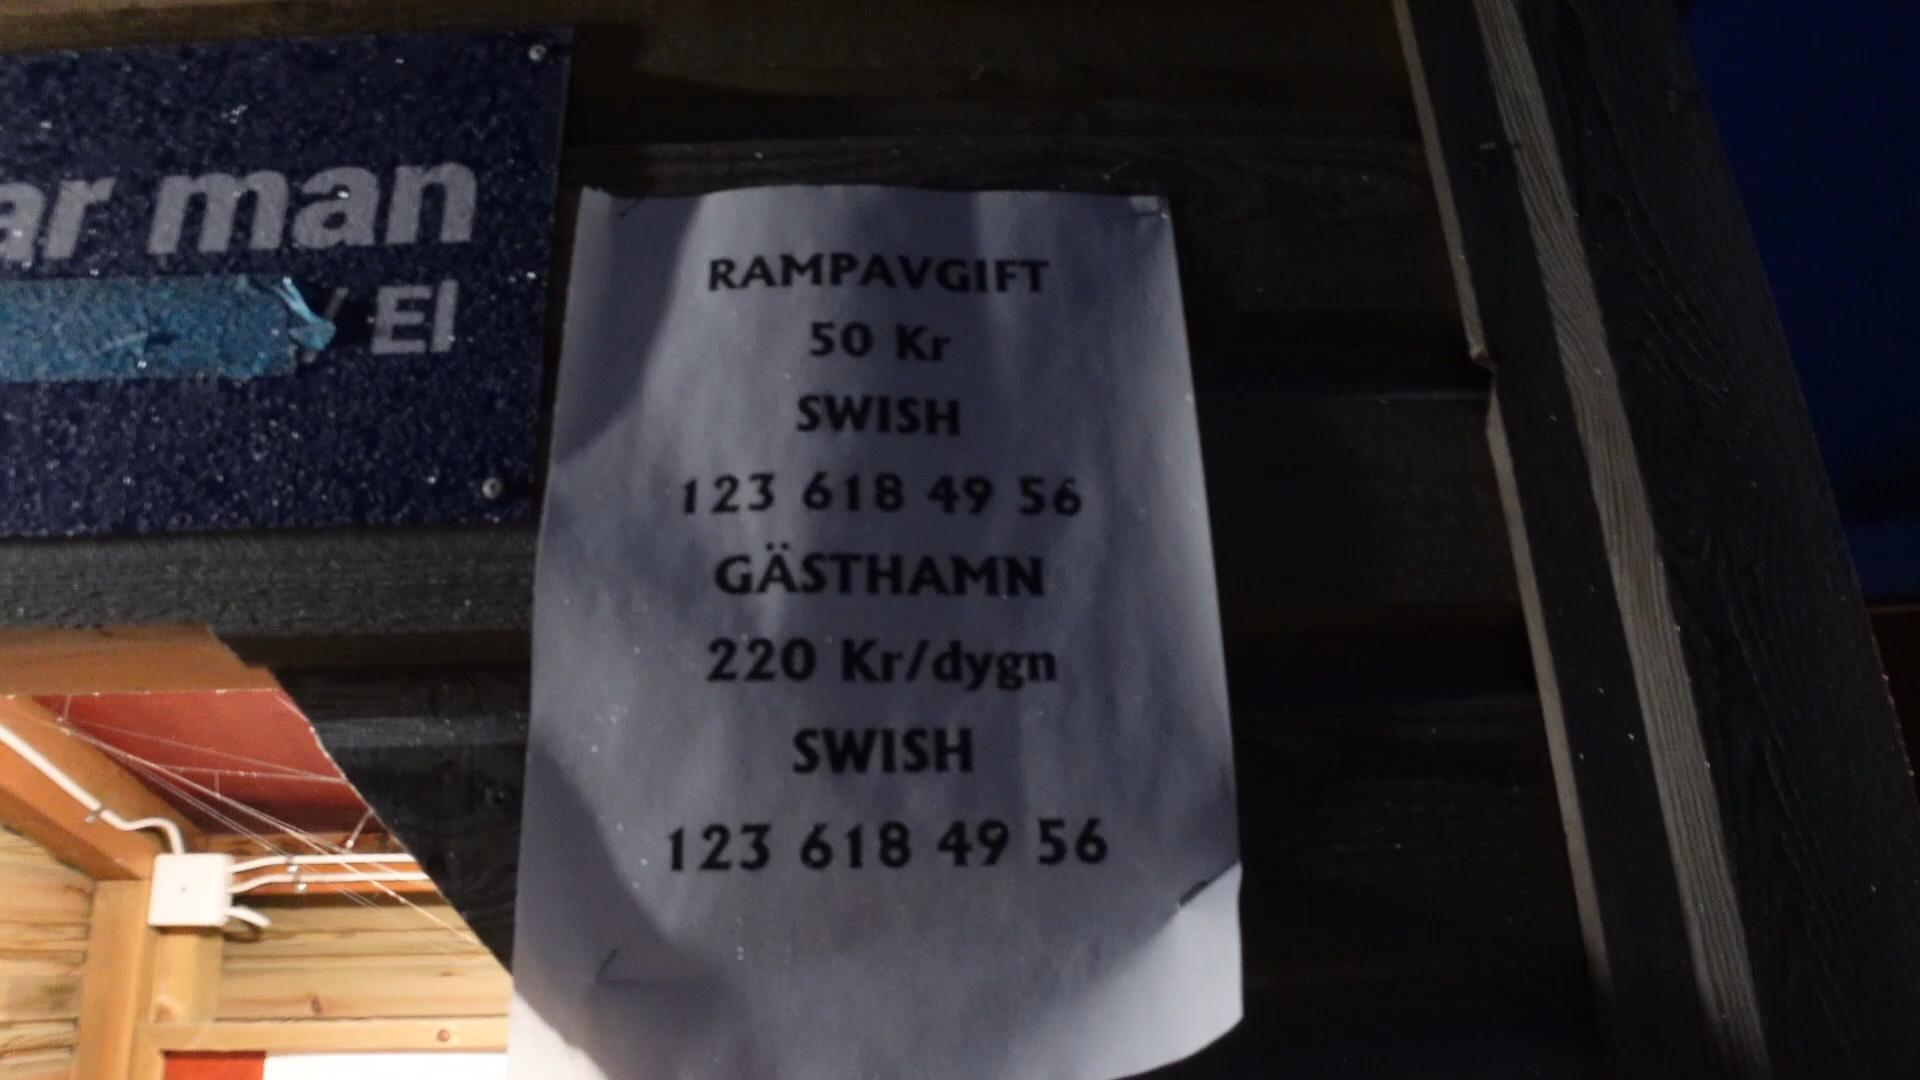 ar man
/ El
RAMPAVGIFT
50 Kr
SWISH
123 618 49 56
GÄSTHAMN
220 Kr/dygn
SWISH
123 618 49 56